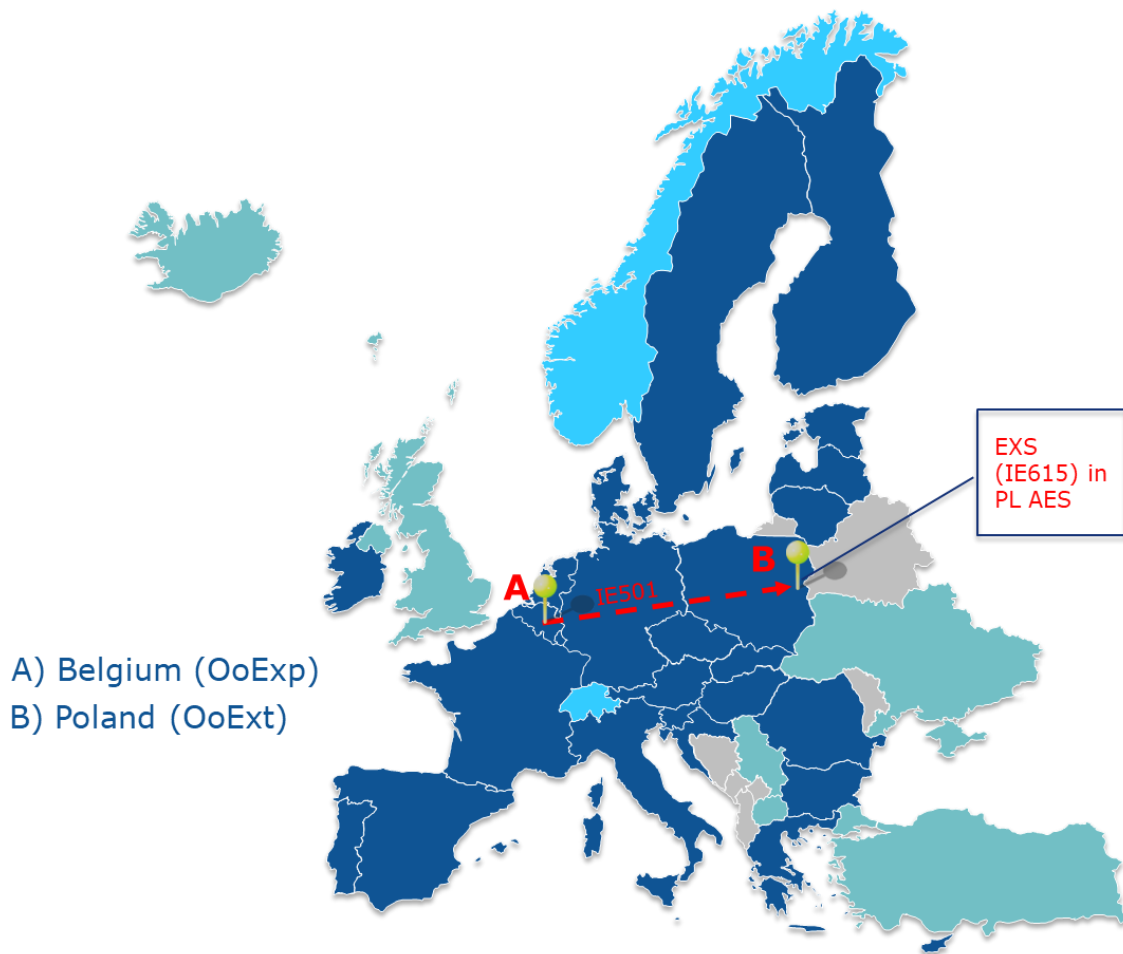 EXS
(IE615) in
PL AES
B
A
IE501
A) Belgium (OoExp)
B) Poland (OoExt)